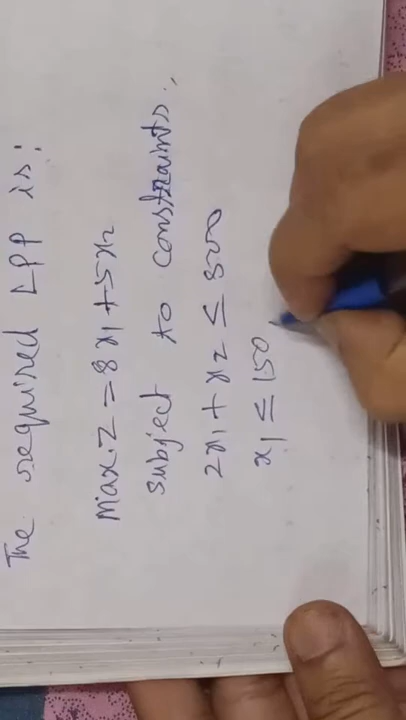 The required LPP is:
Max.Z = 8x₁ + 5x₂
Subject to constraints.,
2x₁ + x₂ ≤ 500
x₁ ≤ 150